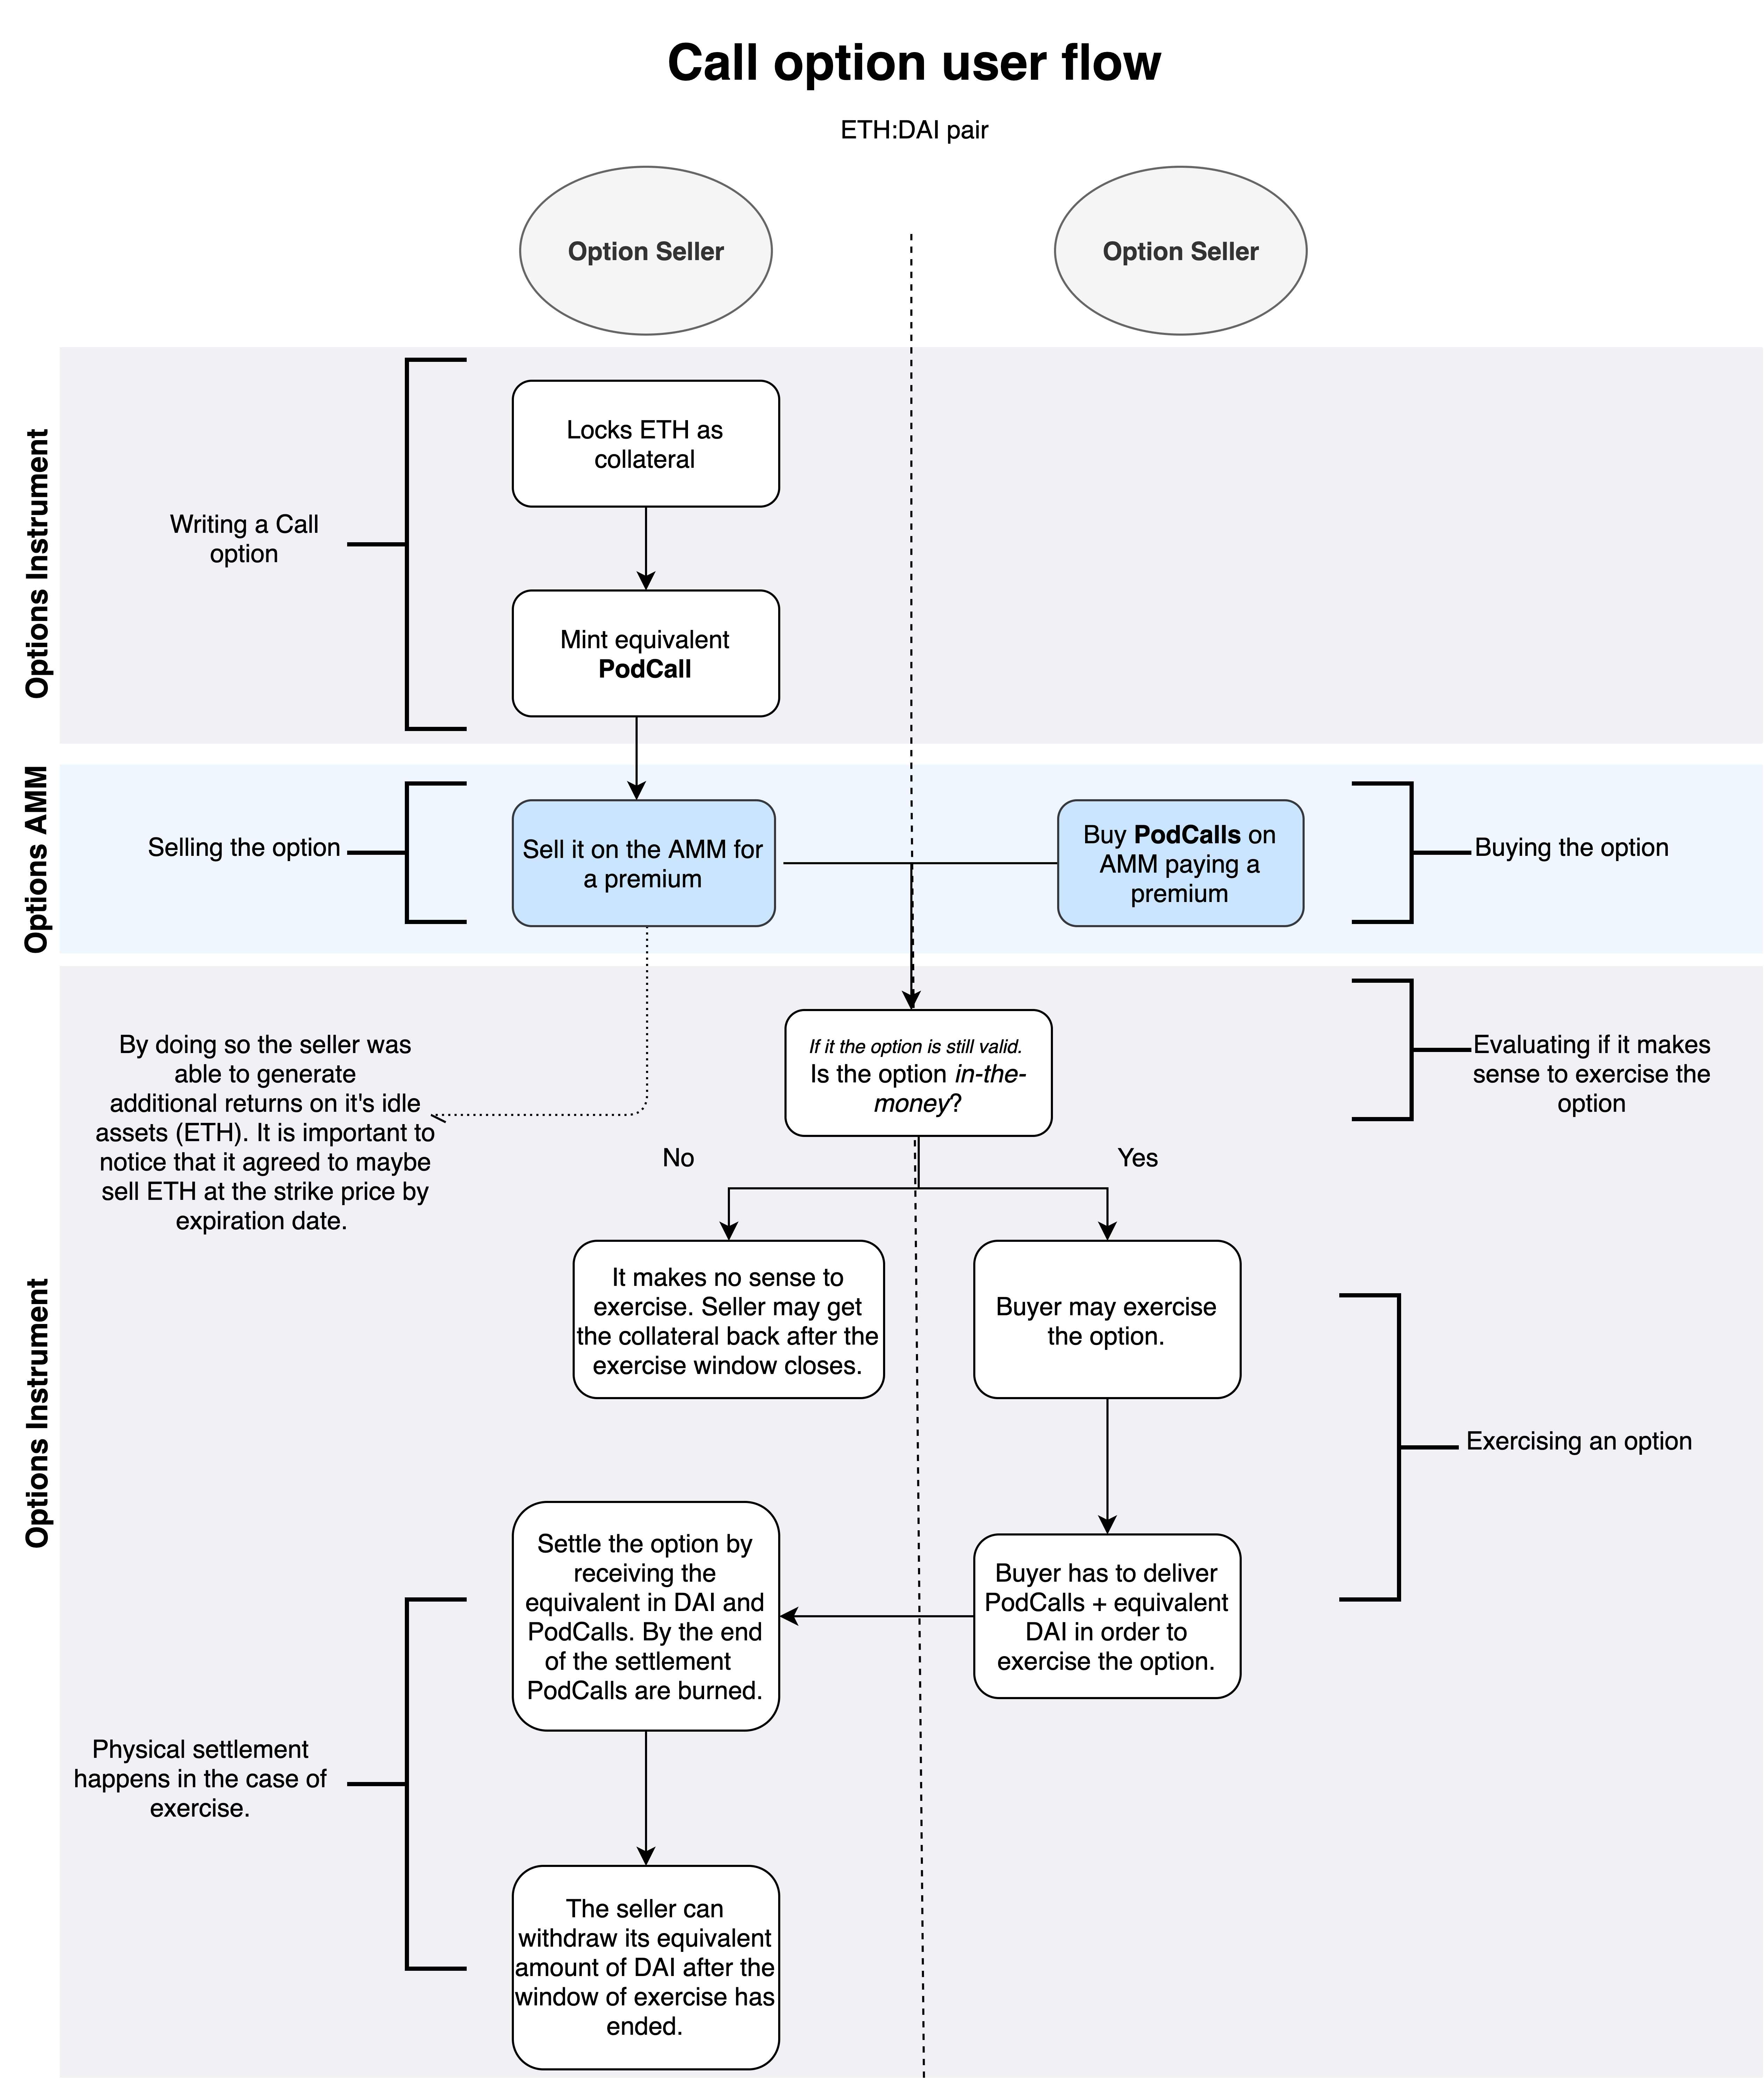 Call option user flow
ETH:DAI pair
Option Seller
Option Seller
Options Instrument
Writing a Call
option
Locks ETH as
collateral
Mint equivalent
PodCall
Options AMM
Selling the option
Sell it on the AMM for
a premium
Buy PodCalls on
AMM paying a
premium
Buying the option
Options Instrument
By doing so the seller was
able to generate
additional returns on it's idle
assets (ETH). It is important to
notice that it agreed to maybe
sell ETH at the strike price by
expiration date.
If it the option is still valid.
Is the option in-the-
money?
Evaluating if it makes
sense to exercise the
option
No
Yes
It makes no sense to
exercise. Seller may get
the collateral back after the
exercise window closes.
Buyer may exercise
the option.
Exercising an option
Settle the option by
receiving the
equivalent in DAI and
PodCalls. By the end
of the settlement
PodCalls are burned.
Buyer has to deliver
PodCalls + equivalent
DAI in order to
exercise the option.
Physical settlement
happens in the case of
exercise.
The seller can
withdraw its equivalent
amount of DAI after the
window of exercise has
ended.